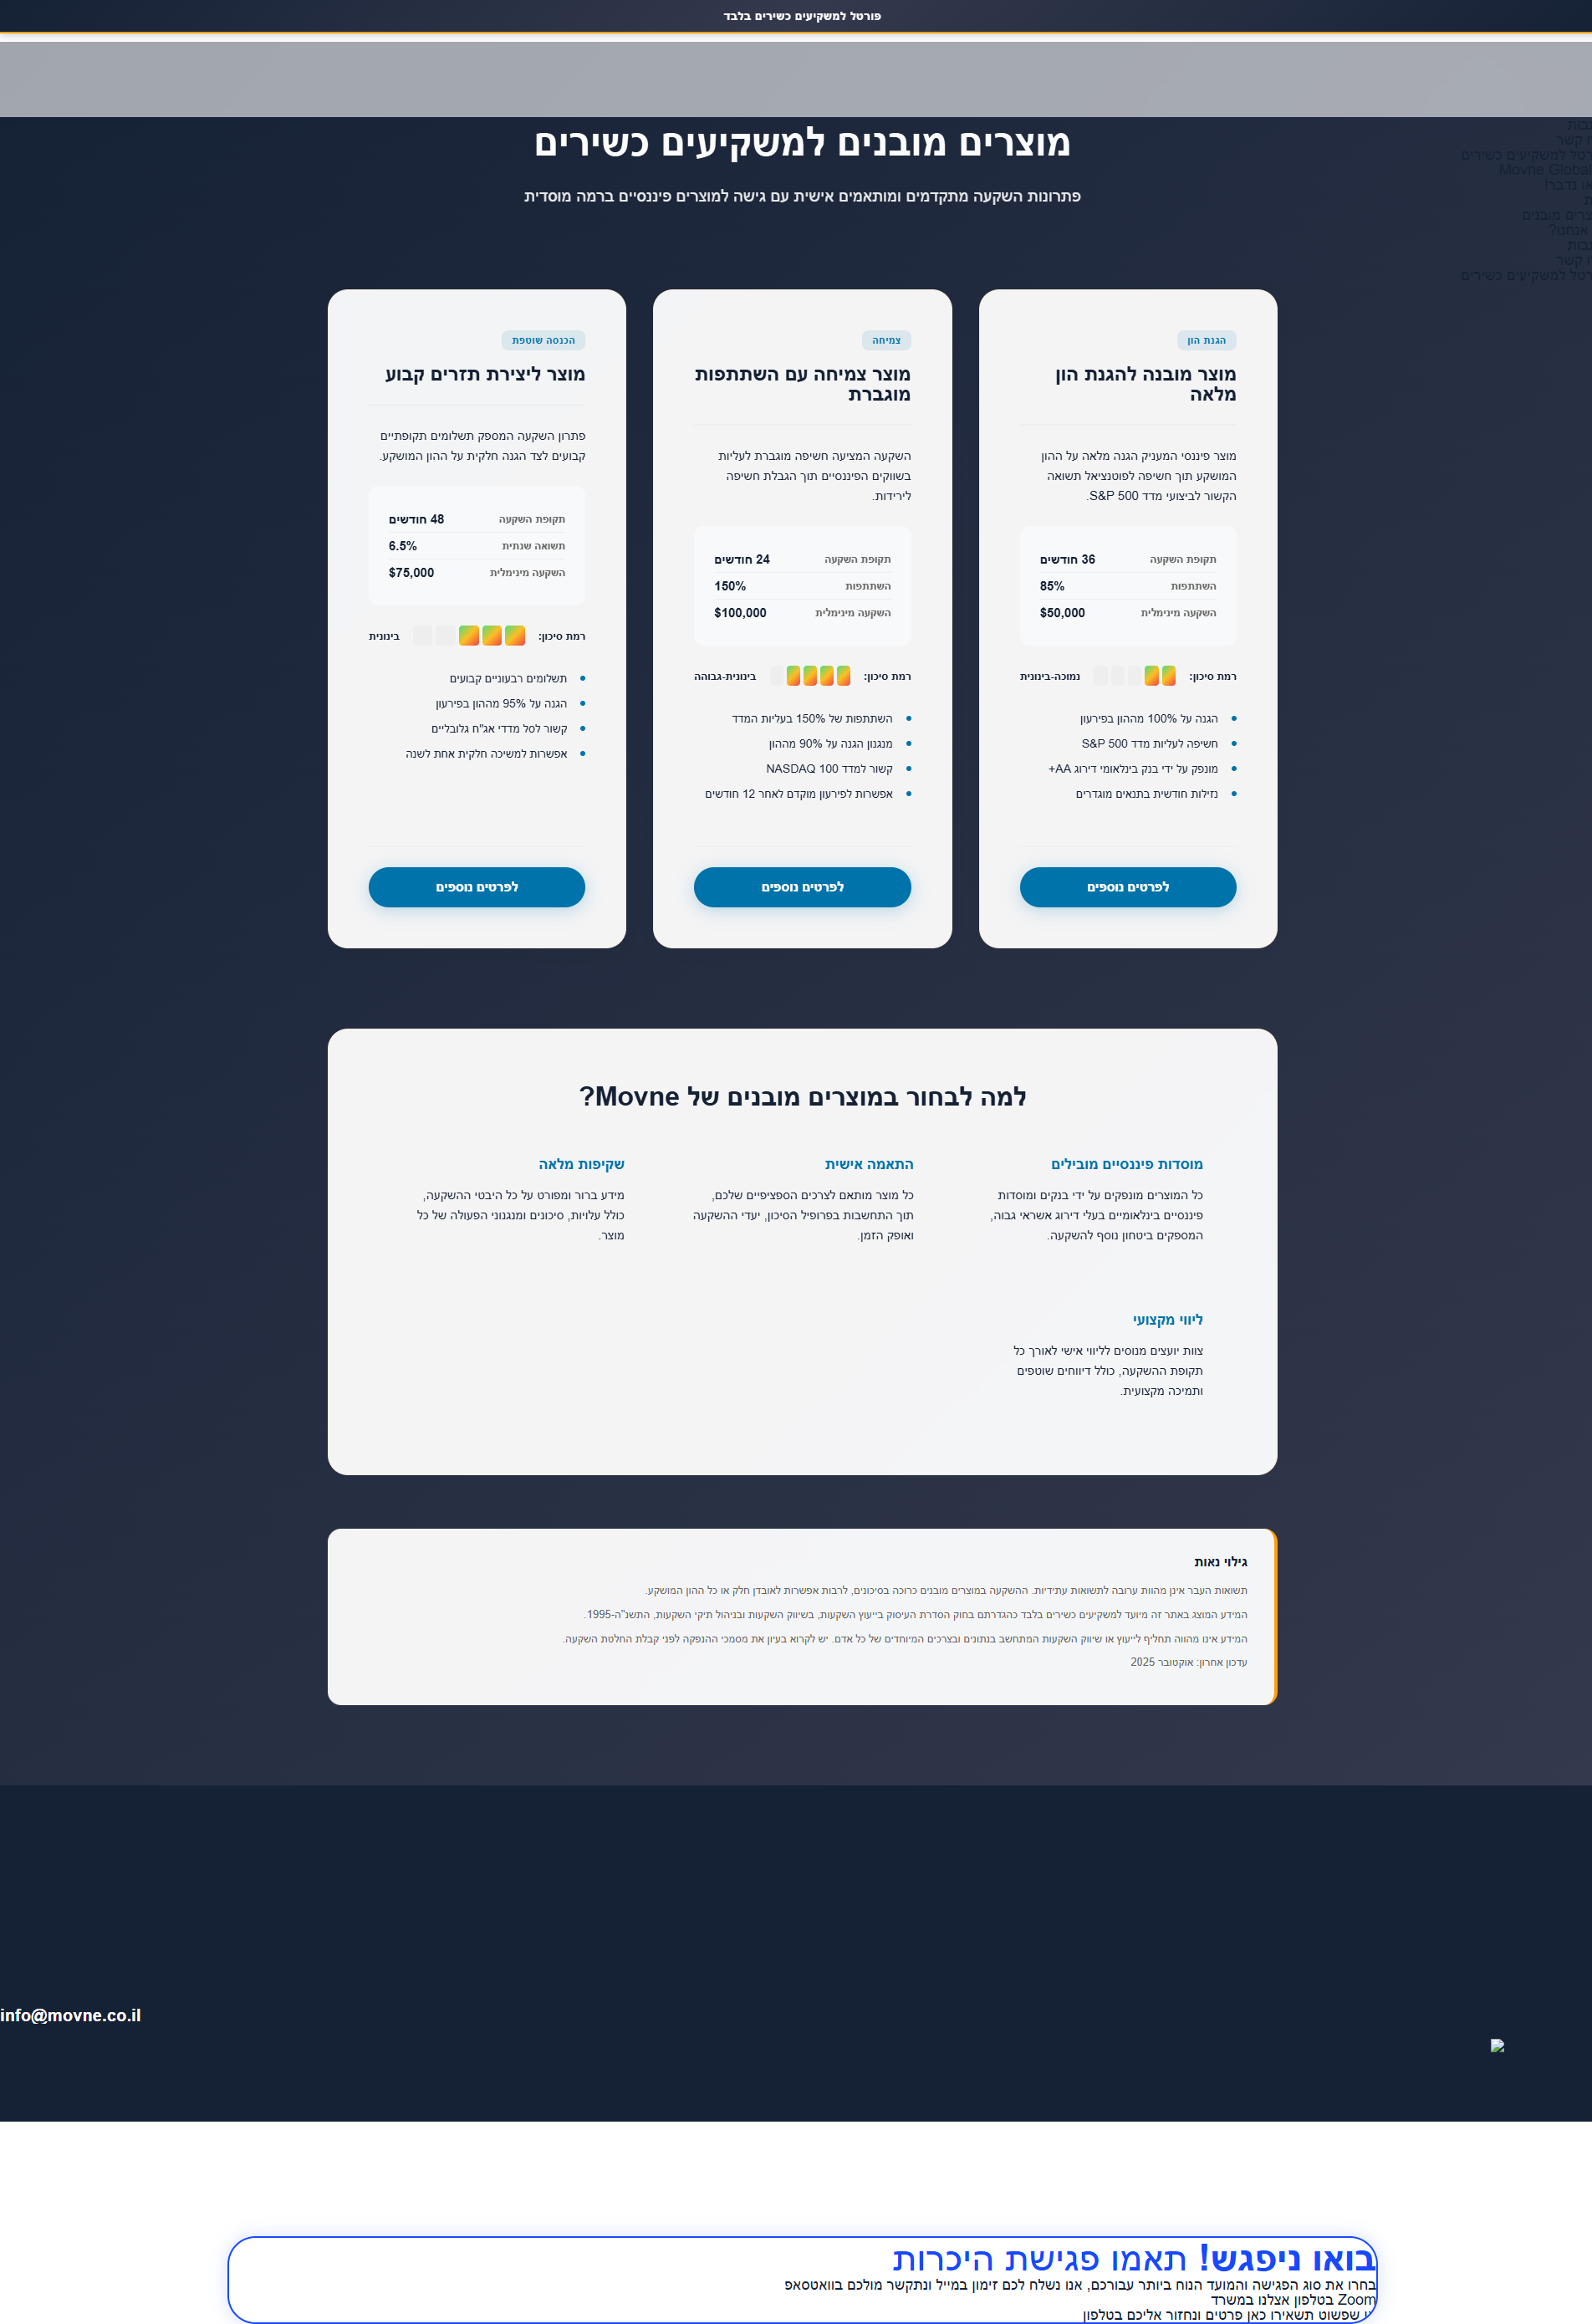 פורטל למשקיעים כשירים בלבד
מוצרים מובנים למשקיעים כשירים
פתרונות השקעה מתקדמים ומותאמים אישית עם גישה למוצרים פיננסיים ברמה מוסדית
קשר
למשקיעים כשירים
Movne Global
נדבר!
מובנים
אנחנו?
קשר
למשקיעים כשירים
הגנת הון
מוצר מובנה להגנת הון
מלאה
מוצר פיננסי המעניק הגנה מלאה על ההון
המושקע תוך חשיפה לפוטנציאל תשואה
הקשור לביצועי מדד S&P 500.
תקופת השקעה 36 חודשים
השתתפות 85%
השקעה מינימלית $50,000
רמת סיכון: נמוכה-בינונית
הגנה על 100% מההון בפירעון
חשיפה לעליות מדד S&P 500
מונפק על ידי בנק בינלאומי דירוג AA+
נזילות חודשית בתנאים מוגדרים
לפרטים נוספים
צמיחה
מוצר צמיחה עם השתתפות
מוגברת
השקעה המציעה חשיפה מוגברת לעליות
בשווקים הפיננסיים תוך הגבלת חשיפה
לירידות.
תקופת השקעה 24 חודשים
השתתפות 150%
השקעה מינימלית $100,000
רמת סיכון: בינונית-גבוהה
השתתפות של 150% בעליות המדד
מנגנון הגנה על 90% מההון
קשור למדד NASDAQ 100
אפשרות לפירעון מוקדם לאחר 12 חודשים
לפרטים נוספים
הכנסה שוטפת
מוצר ליצירת תזרים קבוע
פתרון השקעה המספק תשלומים תקופתיים
קבועים לצד הגנה חלקית על ההון המושקע.
תקופת השקעה 48 חודשים
תשואה שנתית 6.5%
השקעה מינימלית $75,000
רמת סיכון: בינונית
תשלומים רבעוניים קבועים
הגנה על 95% מההון בפירעון
קשור לסל מדדי אג"ח גלובליים
אפשרות למשיכה חלקית אחת לשנה
לפרטים נוספים
למה לבחור במוצרים מובנים של Movne?
מוסדות פיננסיים מובילים
כל המוצרים מונפקים על ידי בנקים ומוסדות
פיננסיים בינלאומיים בעלי דירוג אשראי גבוה,
המספקים ביטחון נוסף להשקעה.
התאמה אישית
כל מוצר מותאם לצרכים הספציפיים שלכם,
תוך התחשבות בפרופיל הסיכון, יעדי ההשקעה
ואופק הזמן.
שקיפות מלאה
מידע ברור ומפורט על כל היבטי ההשקעה,
כולל עלויות, סיכונים ומנגנוני הפעולה של כל
מוצר.
ליווי מקצועי
צוות יועצים מנוסים לליווי אישי לאורך כל
תקופת ההשקעה, כולל דיווחים שוטפים
ותמיכה מקצועית.
גילוי נאות
תשואות העבר אינן מהוות ערובה לתשואות עתידיות. ההשקעה במוצרים מובנים כרוכה בסיכונים, לרבות אפשרות לאובדן חלק או כל ההון המושקע.
המידע המוצג באתר זה מיועד למשקיעים כשירים בלבד כהגדרתם בחוק הסדרת העיסוק בייעוץ השקעות, בשיווק השקעות ובניהול תיקי השקעות, התשנ"ה-1995.
המידע אינו מהווה תחליף לייעוץ או שיווק השקעות המתחשב בנתונים ובצרכים המיוחדים של כל אדם. יש לקרוא בעיון את מסמכי ההנפקה לפני קבלת החלטת השקעה.
עדכון אחרון: אוקטובר 2025
info@movne.co.il
בואו ניפגש! תאמו פגישת היכרות
בחרו את סוג הפגישה והמועד הנוח ביותר עבורכם, אנו נשלח לכם זימון במייל ונתקשר מולכם בוואטסאפ
Zoom בטלפון אצלנו במשרד
שפשוט תשאירו כאן פרטים ונחזור אליכם בטלפון